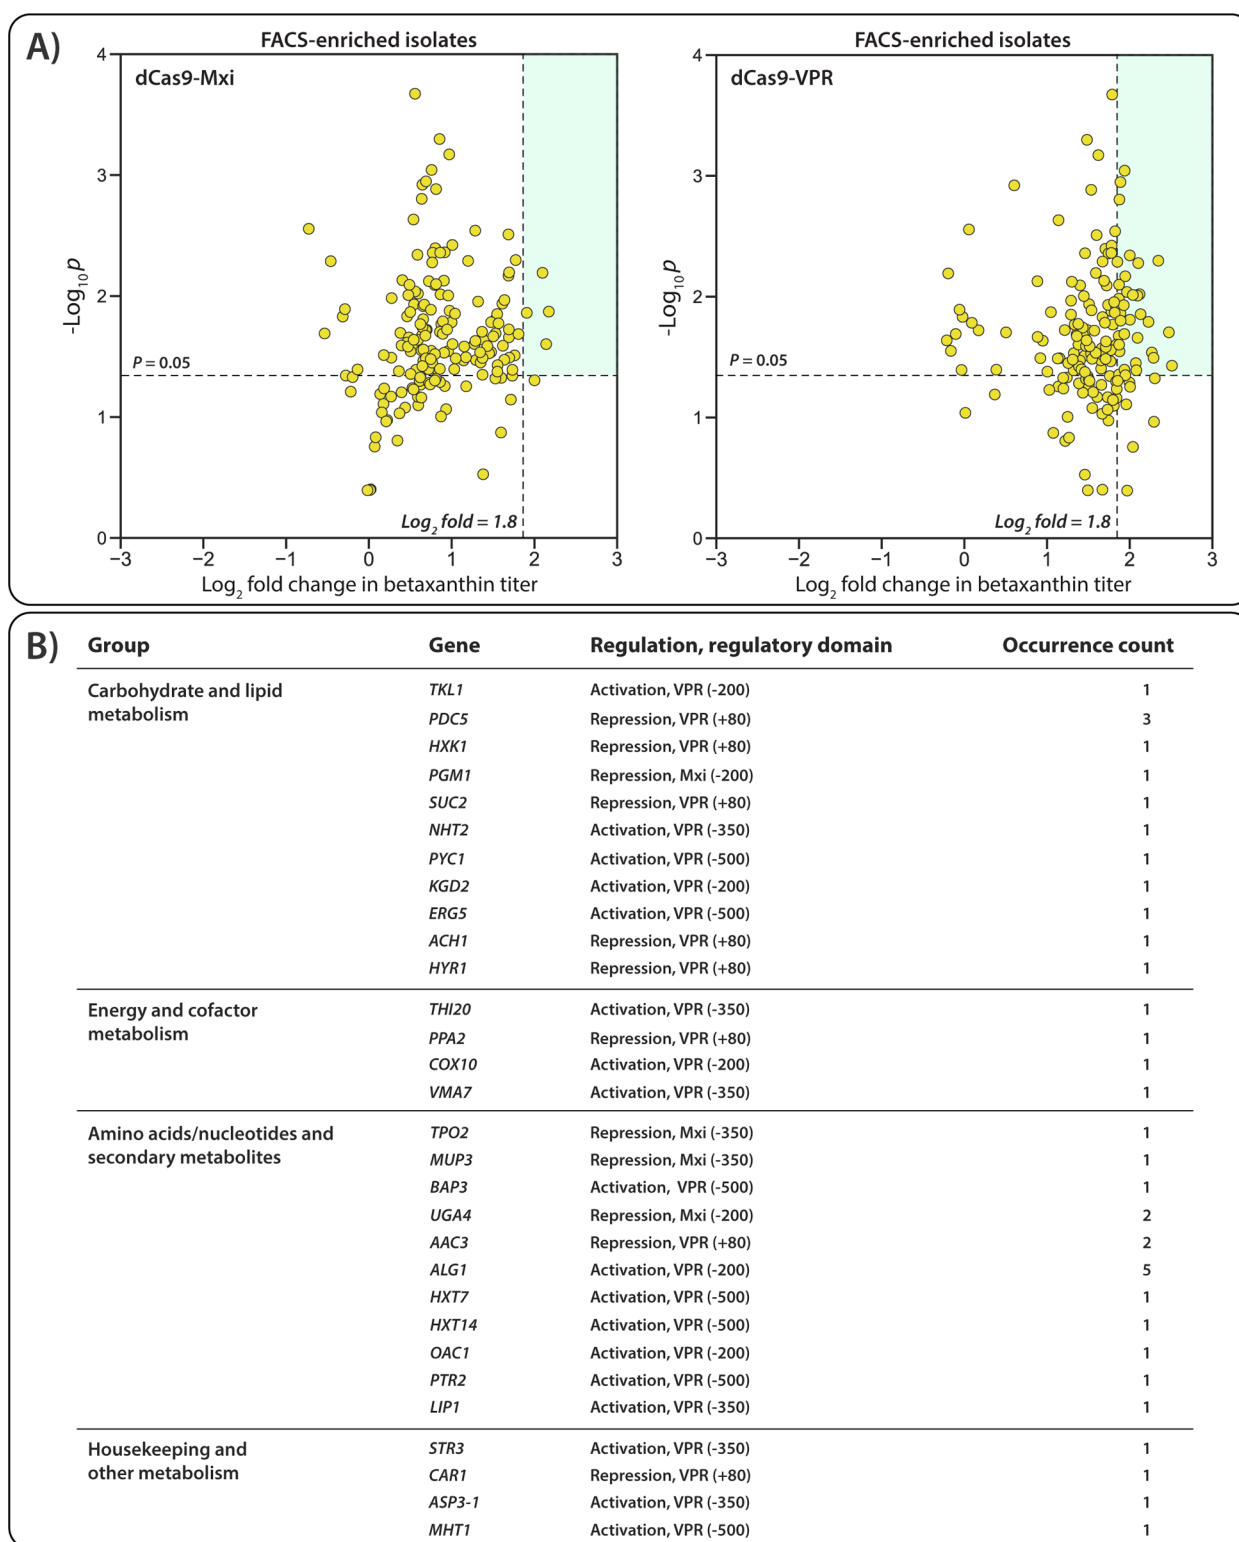 A)
FACS-enriched isolates
dCas9-Mxi
4
3
2
1
0
-Log10 p
P = 0.05
Log2 fold = 1.8
−3 −2 −1 0 1 2 3
Log2 fold change in betaxanthin titer
FACS-enriched isolates
dCas9-VPR
4
3
2
1
0
-Log10 p
P = 0.05
Log2 fold = 1.8
−3 −2 −1 0 1 2 3
Log2 fold change in betaxanthin titer
B)
Group Gene Regulation, regulatory domain Occurrence count
Carbohydrate and lipid TKL1 Activation, VPR (-200) 1
metabolism PDC5 Repression, VPR (+80) 3
HXK1 Repression, VPR (+80) 1
PGM1 Repression, Mxi (-200) 1
SUC2 Repression, VPR (+80) 1
NHT2 Activation, VPR (-350) 1
PYC1 Activation, VPR (-500) 1
KGD2 Activation, VPR (-200) 1
ERG5 Activation, VPR (-500) 1
ACH1 Repression, VPR (+80) 1
HYR1 Repression, VPR (+80) 1
Energy and cofactor THI20 Activation, VPR (-350) 1
metabolism PPA2 Repression, VPR (+80) 1
COX10 Activation, VPR (-200) 1
VMA7 Activation, VPR (-350) 1
Amino acids/nucleotides and TPO2 Repression, Mxi (-350) 1
secondary metabolites MUP3 Repression, Mxi (-350) 1
BAP3 Activation, VPR (-500) 1
UGA4 Repression, Mxi (-200) 2
AAC3 Repression, VPR (+80) 2
ALG1 Activation, VPR (-200) 5
HXT7 Activation, VPR (-500) 1
HXT14 Activation, VPR (-500) 1
OAC1 Activation, VPR (-200) 1
PTR2 Activation, VPR (-500) 1
LIP1 Activation, VPR (-350) 1
Housekeeping and STR3 Activation, VPR (-350) 1
other metabolism CAR1 Repression, VPR (+80) 1
ASP3-1 Activation, VPR (-350) 1
MHT1 Activation, VPR (-500) 1